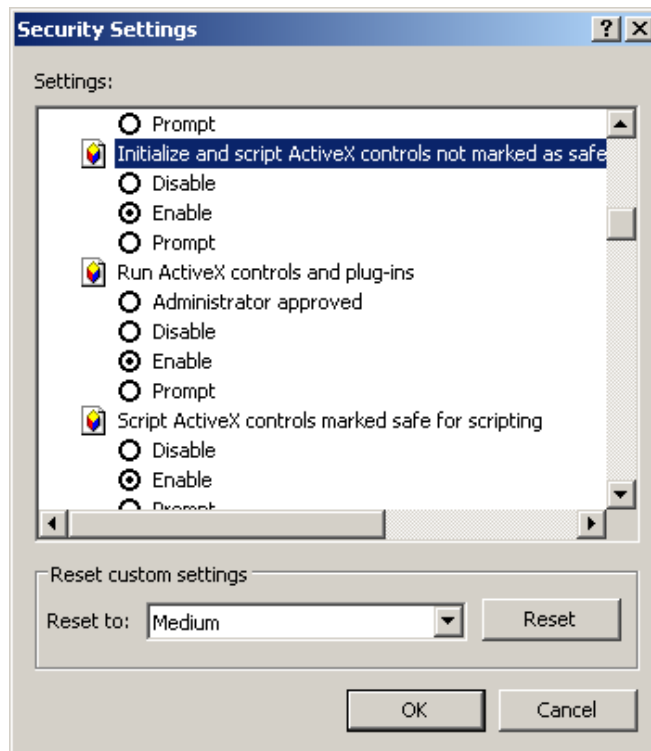 Security Settings
Settings:
Prompt
Initialize and script ActiveX controls not marked as safe
Disable
Enable
Prompt
Run ActiveX controls and plug-ins
Administrator approved
Disable
Enable
Prompt
Script ActiveX controls marked safe for scripting
Disable
Enable
Prompt
Reset custom settings
Reset to: Medium Reset
OK Cancel